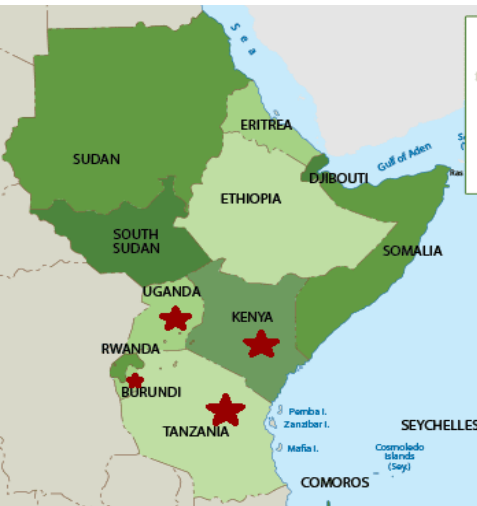 Sea
ERITREA
SUDAN
Gulf of Aden
DJIBOUTI
Ras
ETHIOPIA
SOUTH
SUDAN
SOMALIA
UGANDA
KENYA
RWANDA
BURUNDI
Pemba I.
Zanzibar I.
TANZANIA
SEYCHELLES
Mafia I.
Cosmoledo
Islands
(Sey.)
COMOROS